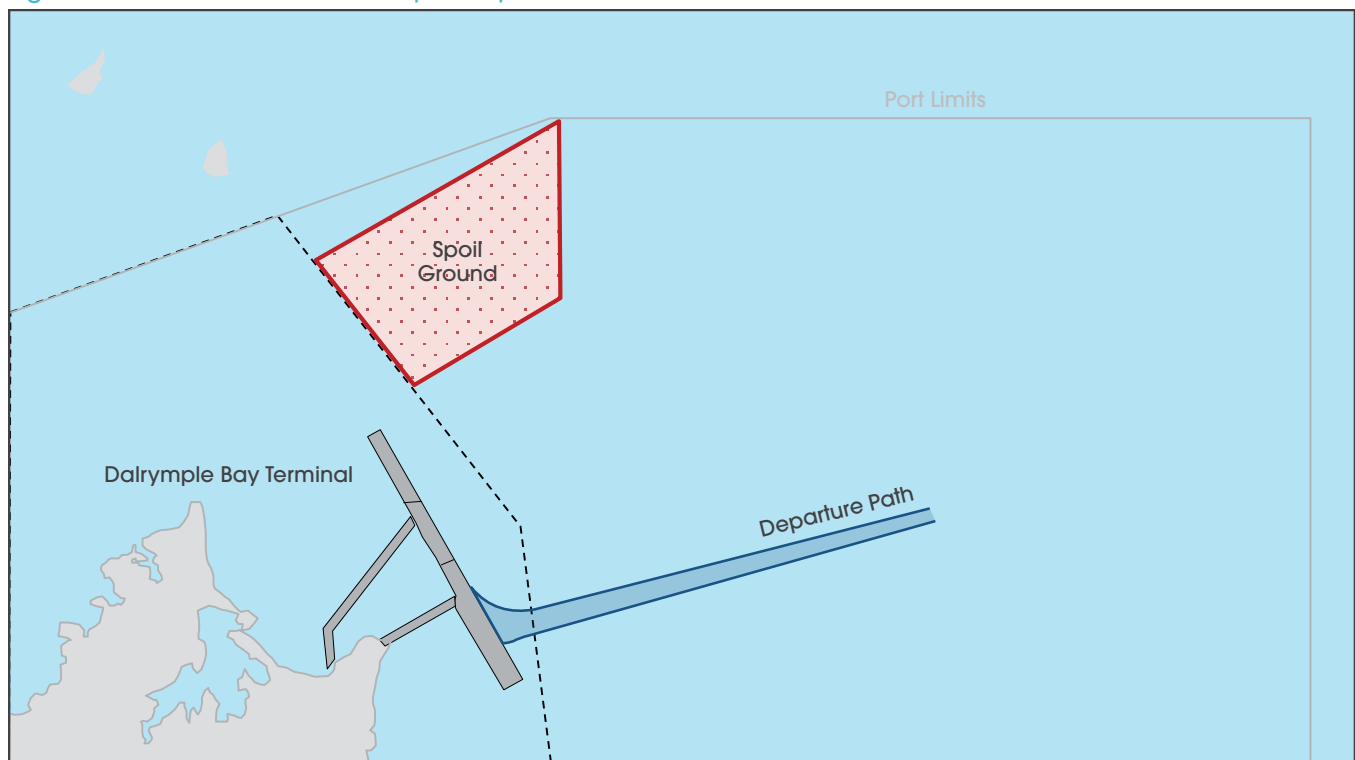 Port Limits
Spoil
Ground
Dalrymple Bay Terminal
Departure Path